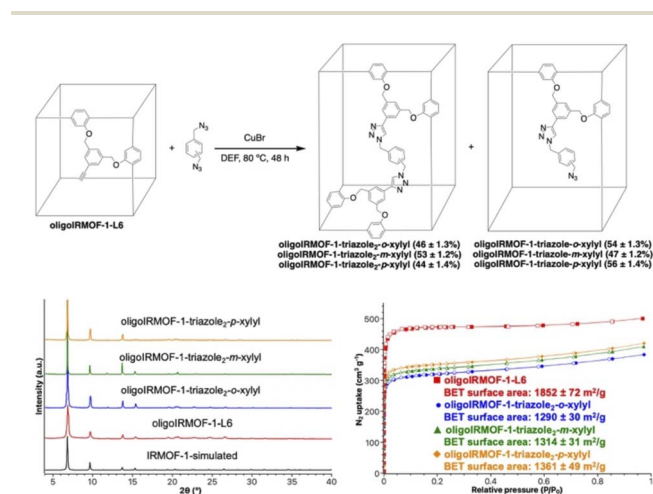 N₃
N₃
+
CuBr
DEF, 80 ºC, 48 h
+
oligoIRMOF-1-L6
oligoIRMOF-1-triazole₂-o-xylyl (46 ± 1.3%)
oligoIRMOF-1-triazole₂-m-xylyl (53 ± 1.2%)
oligoIRMOF-1-triazole₂-p-xylyl (44 ± 1.4%)
oligoIRMOF-1-triazole-o-xylyl (54 ± 1.3%)
oligoIRMOF-1-triazole-m-xylyl (47 ± 1.2%)
oligoIRMOF-1-triazole-p-xylyl (56 ± 1.4%)
Intensity (a.u.)
oligoIRMOF-1-triazole₂-p-xylyl
oligoIRMOF-1-triazole₂-m-xylyl
oligoIRMOF-1-triazole₂-o-xylyl
oligoIRMOF-1-L6
IRMOF-1-simulated
5 10 15 20 25 30 35 40
2θ (°)
N₂ uptake (cm³ g⁻¹)
500
400
300
200
100
0
oligoIRMOF-1-L6
BET surface area: 1852 ± 72 m²/g
oligoIRMOF-1-triazole₂-o-xylyl
BET surface area: 1290 ± 30 m²/g
oligoIRMOF-1-triazole₂-m-xylyl
BET surface area: 1314 ± 31 m²/g
oligoIRMOF-1-triazole₂-p-xylyl
BET surface area: 1361 ± 49 m²/g
0 0.2 0.4 0.6 0.8 1
Relative pressure (P/P₀)